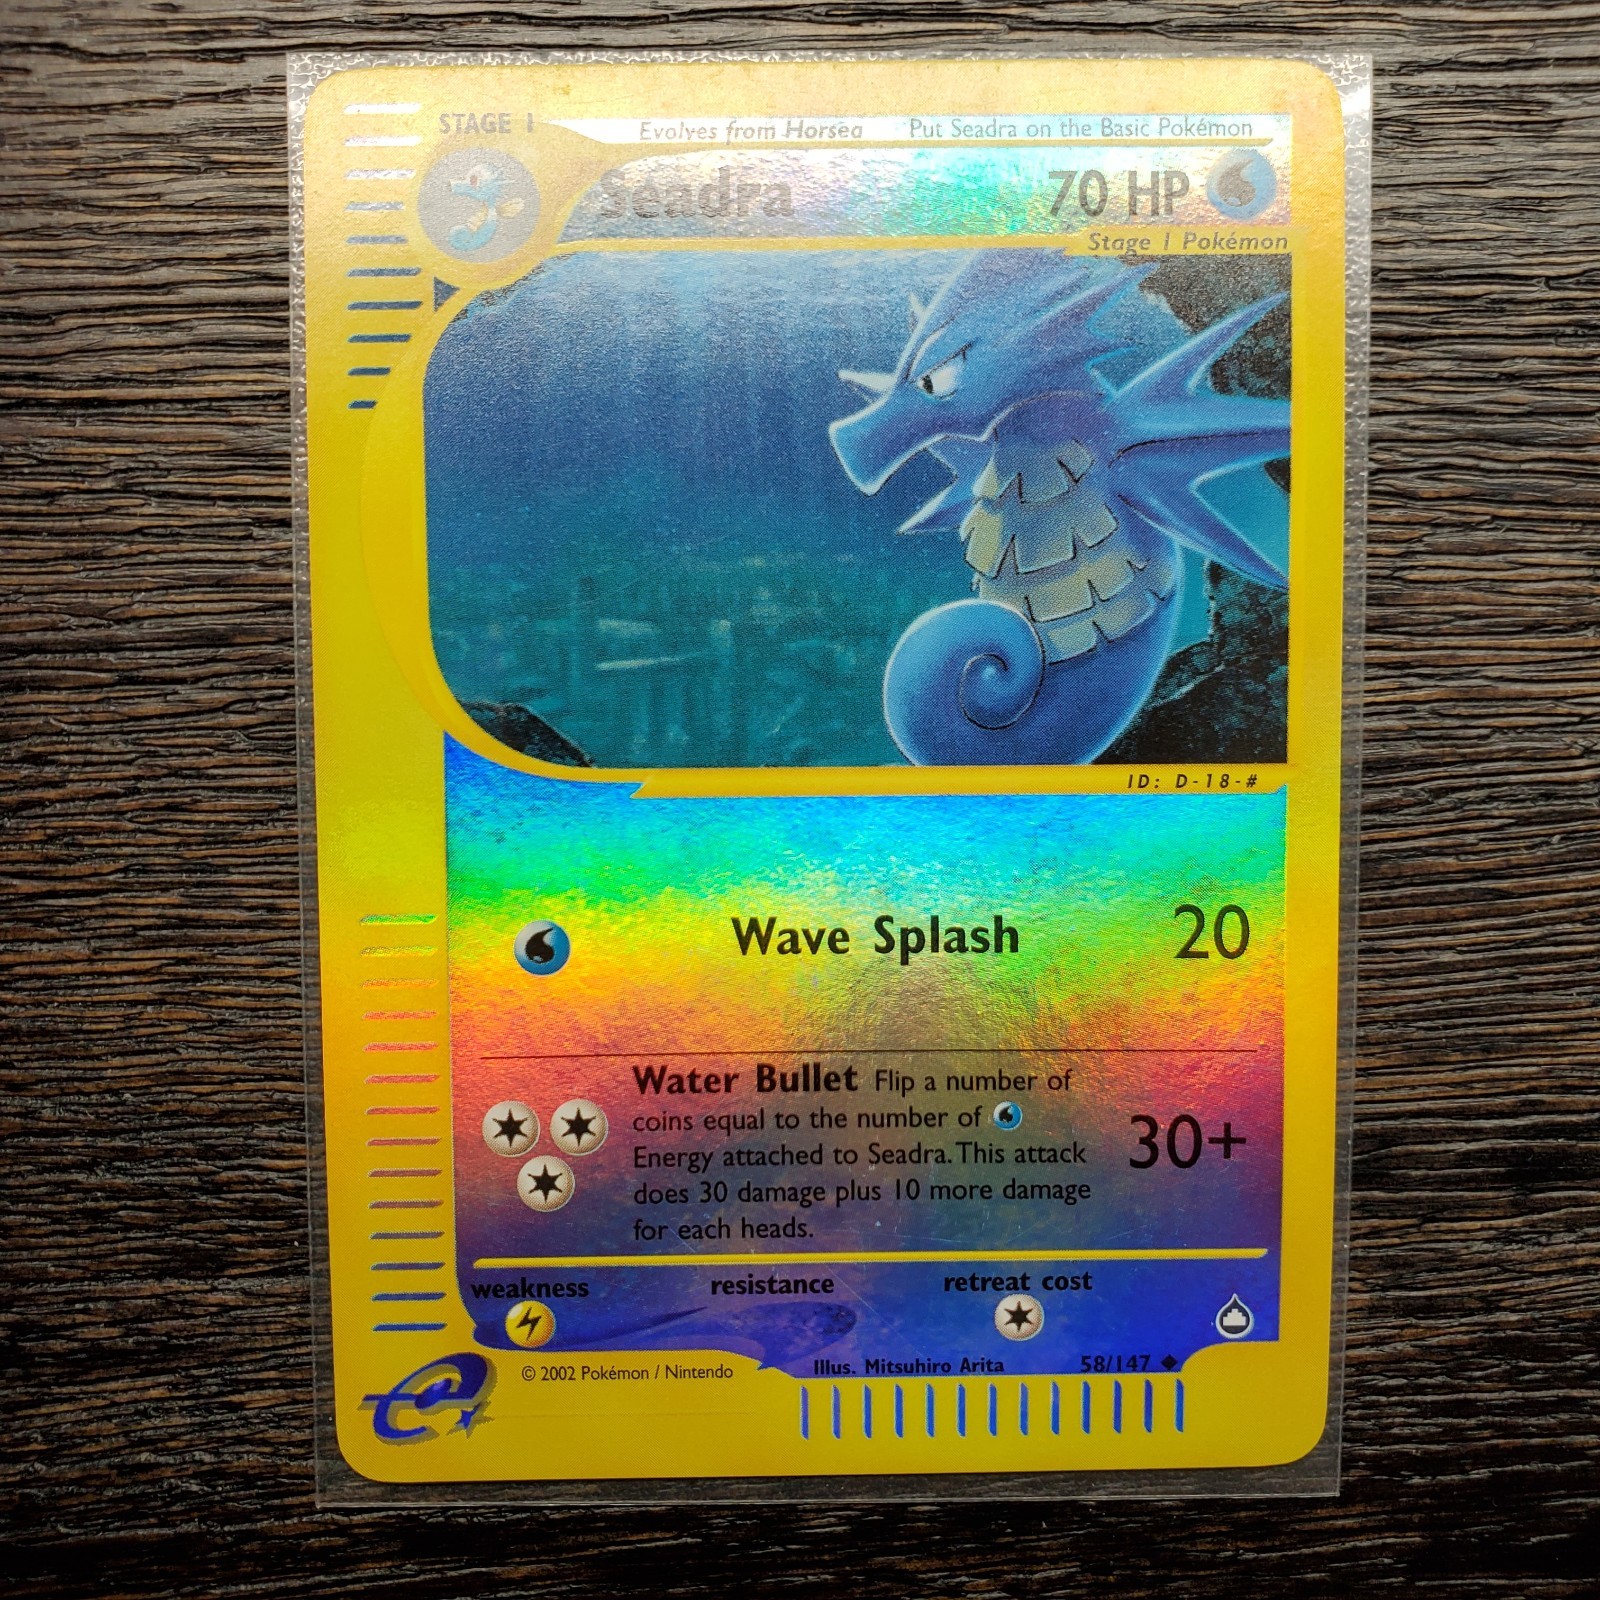 STAGE 1
Evolves from Horsea Put Seadra on the Basic Pokémon
Seadra 70 HP
Stage 1 Pokémon
ID: D-18-#
Wave Splash 20
Water Bullet Flip a number of
coins equal to the number of
Energy attached to Seadra. This attack
does 30 damage plus 10 more damage
for each heads.
30+
weakness resistance retreat cost
© 2002 Pokémon / Nintendo
Illus. Mitsuhiro Arita 58/147
e